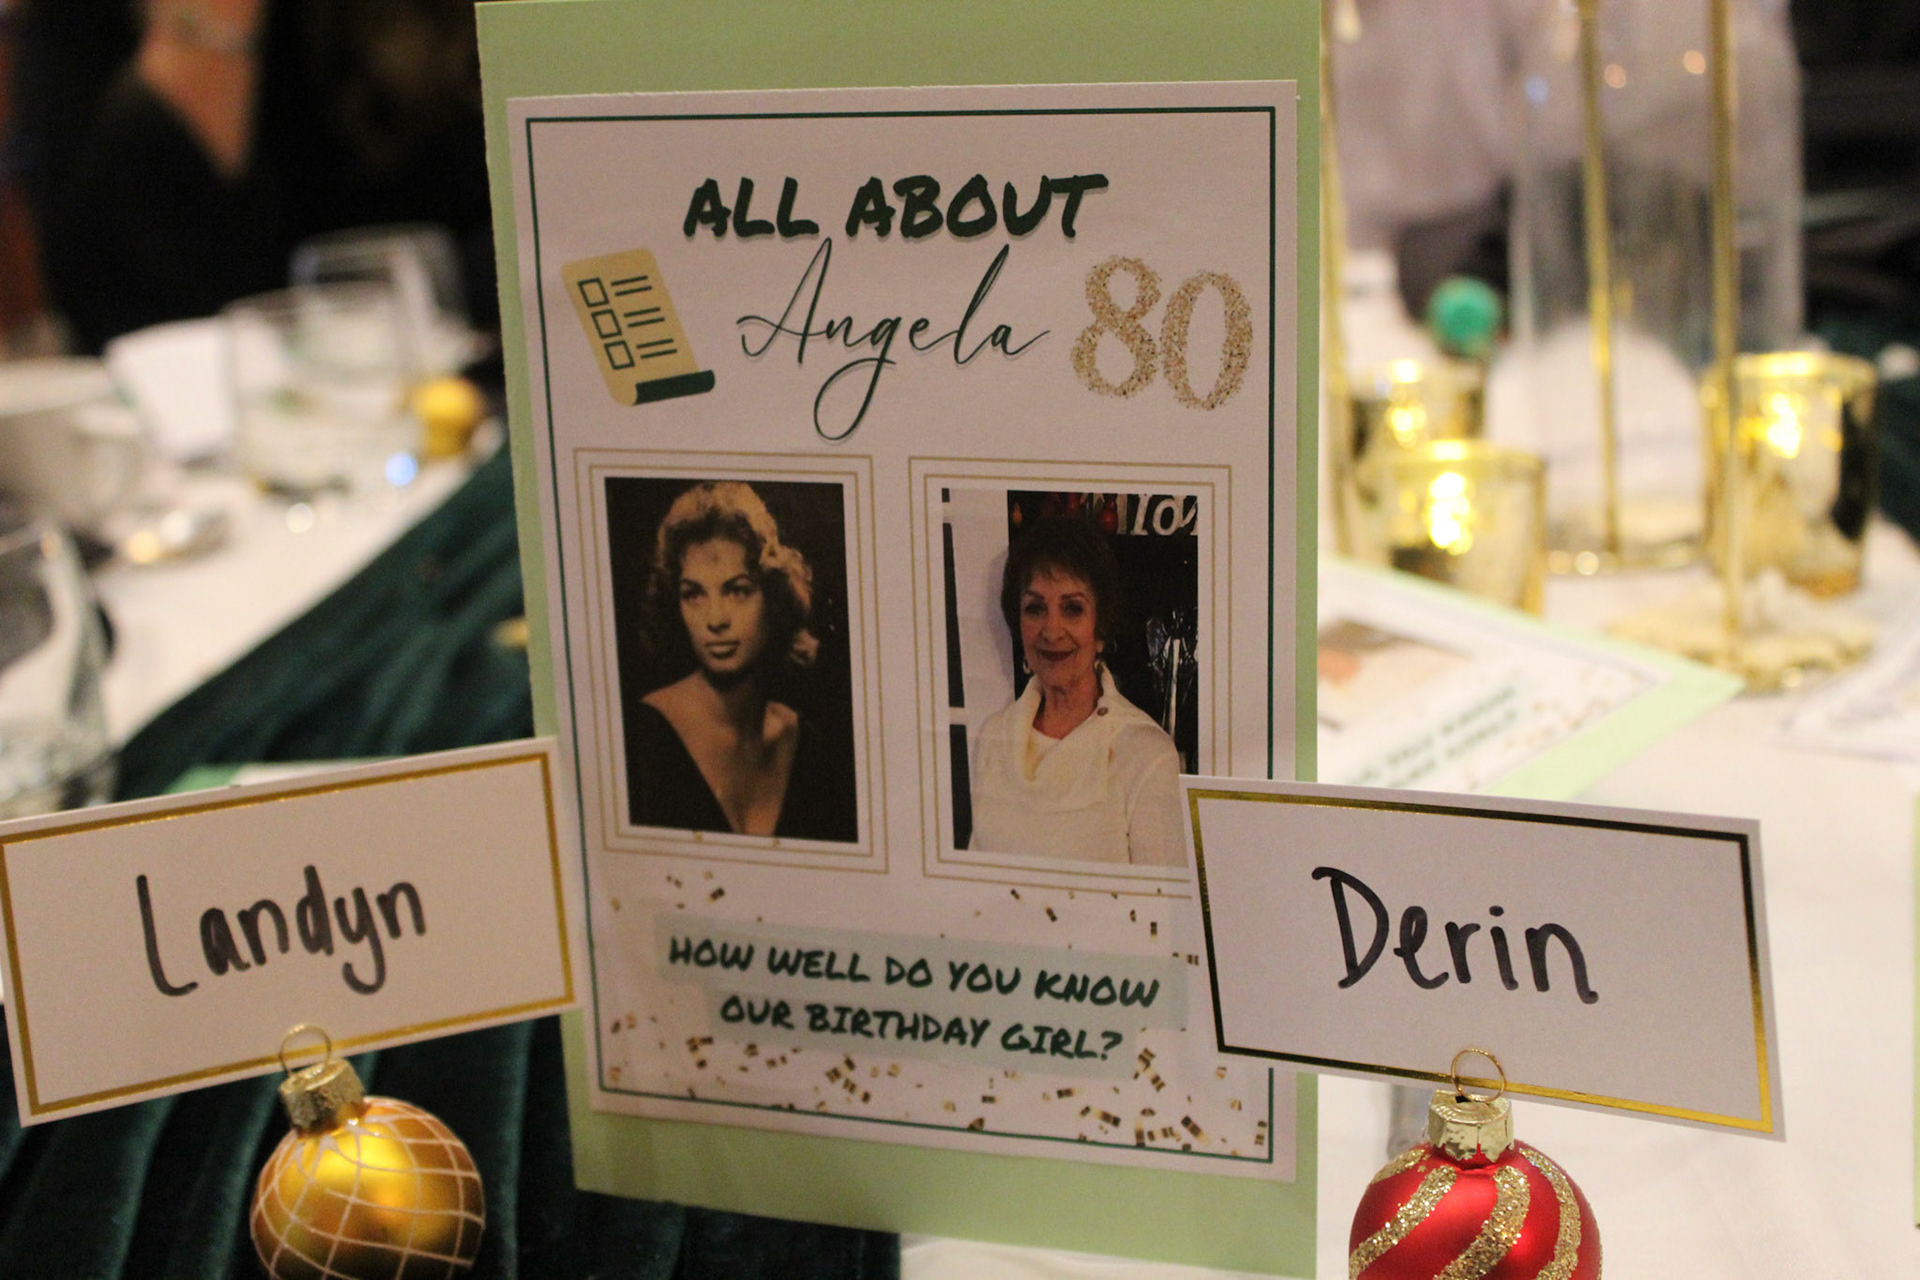 ALL ABOUT
Angela
80
HOW WELL DO YOU KNOW
OUR BIRTHDAY GIRL?
Landyn
Derin